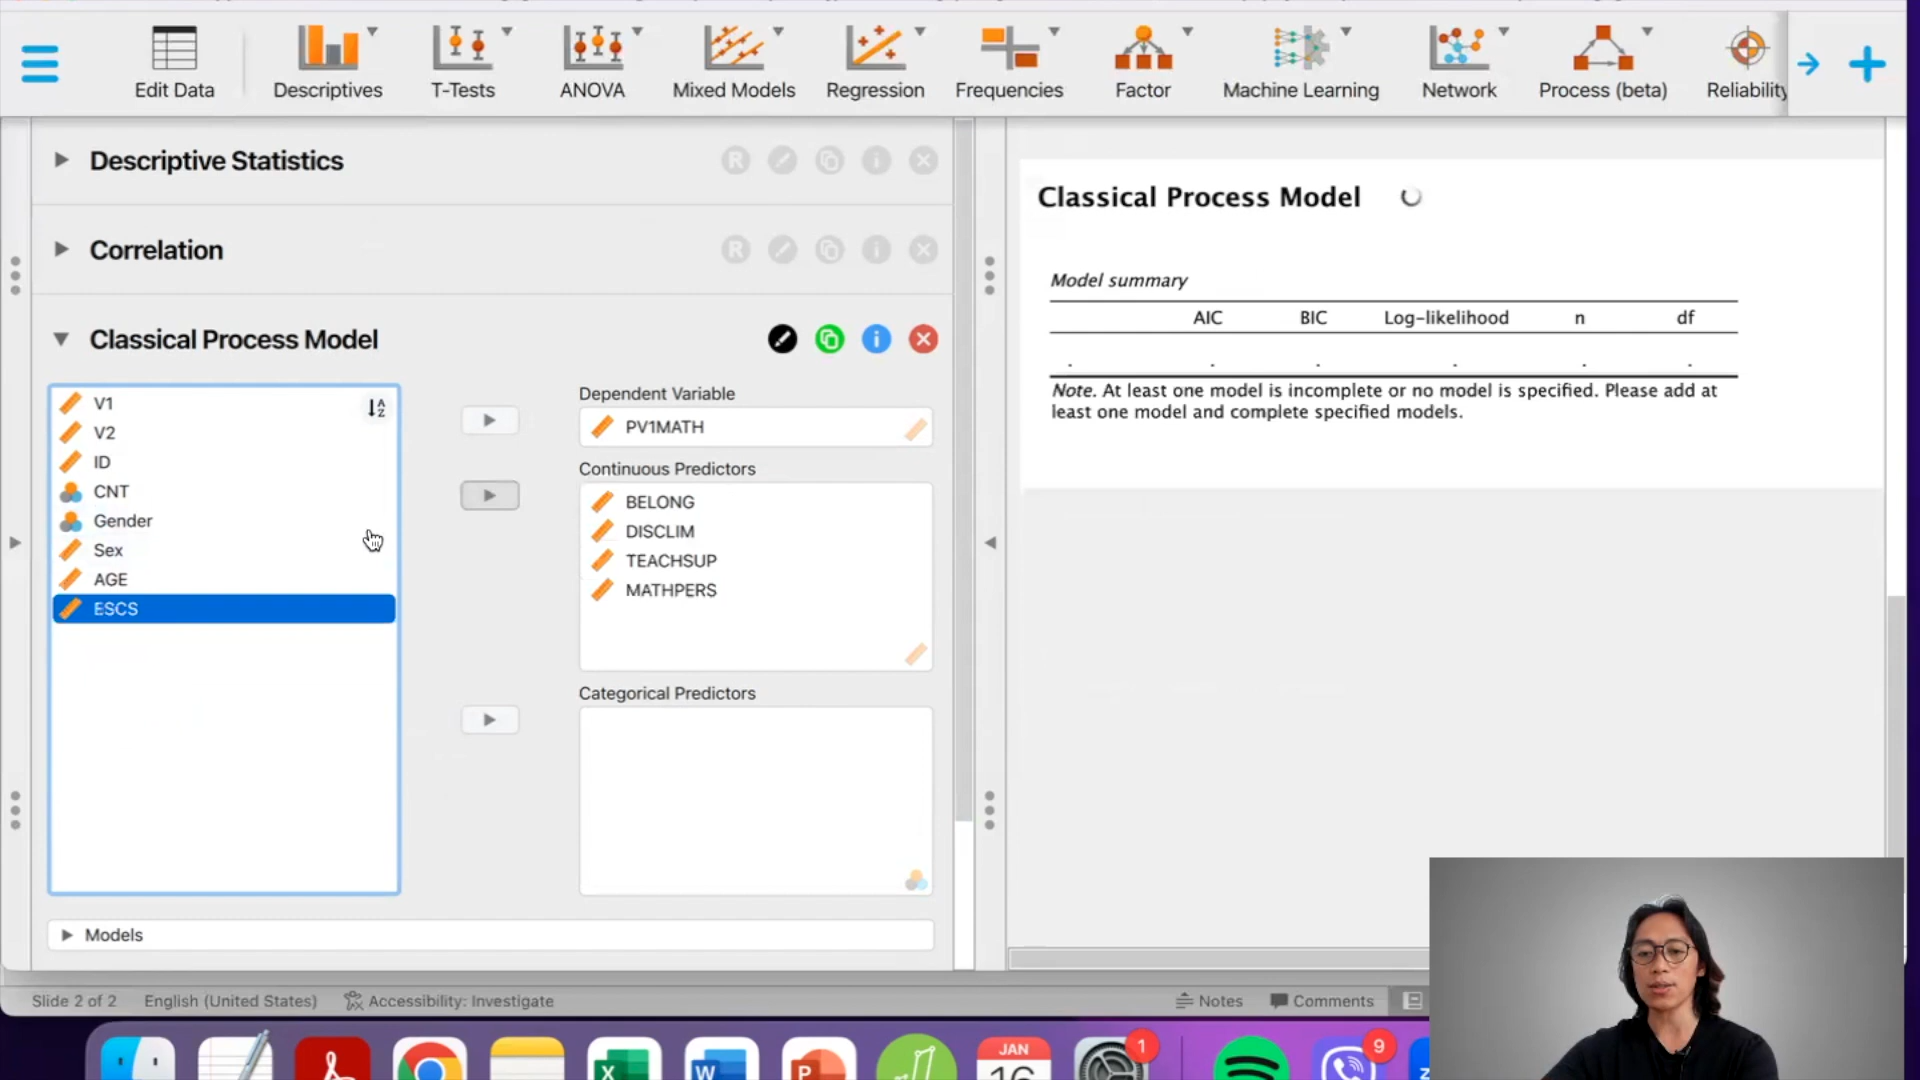 Edit Data
Descriptives
T-Tests
ANOVA
Mixed Models
Regression
Frequencies
Factor
Machine Learning
Network
Process (beta)
Reliability
Descriptive Statistics
R
i
Correlation
R
i
Classical Process Model
i
V1
V2
ID
CNT
Gender
Sex
AGE
ESCS
A
Z
Dependent Variable
PV1MATH
Continuous Predictors
BELONG
DISCLIM
TEACHSUP
MATHPERS
Categorical Predictors
Models
Classical Process Model
Model summary
AIC BIC Log-likelihood n df
. . . . . .
Note. At least one model is incomplete or no model is specified. Please add at
least one model and complete specified models.
Slide 2 of 2
English (United States)
Accessibility: Investigate
Notes
Comments
X
W
P
JAN
16
1
9